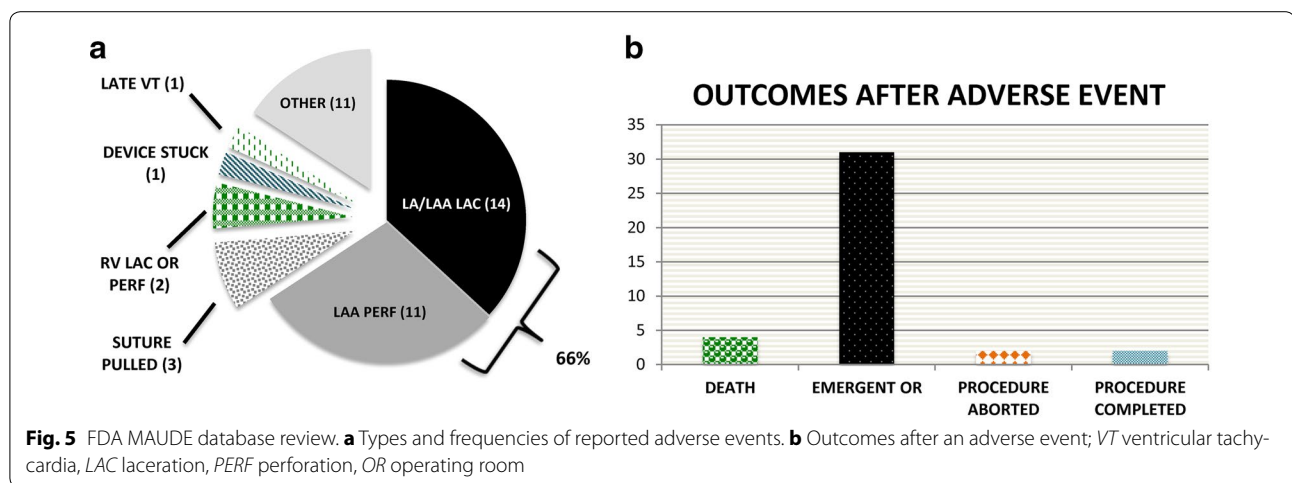 a
LATE VT (1)
OTHER (11)
DEVICE STUCK
(1)
LA/LAA LAC (14)
RV LAC OR
PERF (2)
LAA PERF (11)
SUTURE
PULLED (3)
66%
b
OUTCOMES AFTER ADVERSE EVENT
35
30
25
20
15
10
5
0
DEATH
EMERGENT OR
PROCEDURE
ABORTED
PROCEDURE
COMPLETED
Fig. 5 FDA MAUDE database review. a Types and frequencies of reported adverse events. b Outcomes after an adverse event; VT ventricular tachy-
cardia, LAC laceration, PERF perforation, OR operating room